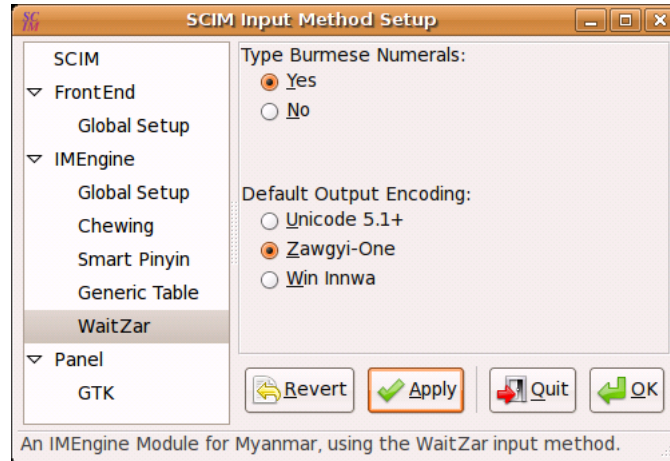 SCIM Input Method Setup
SCIM
FrontEnd
Global Setup
IMEngine
Global Setup
Chewing
Smart Pinyin
Generic Table
WaitZar
Panel
GTK
Type Burmese Numerals:
Yes
No
Default Output Encoding:
Unicode 5.1+
Zawgyi-One
Win Innwa
Revert Apply Quit OK
An IMEngine Module for Myanmar, using the WaitZar input method.